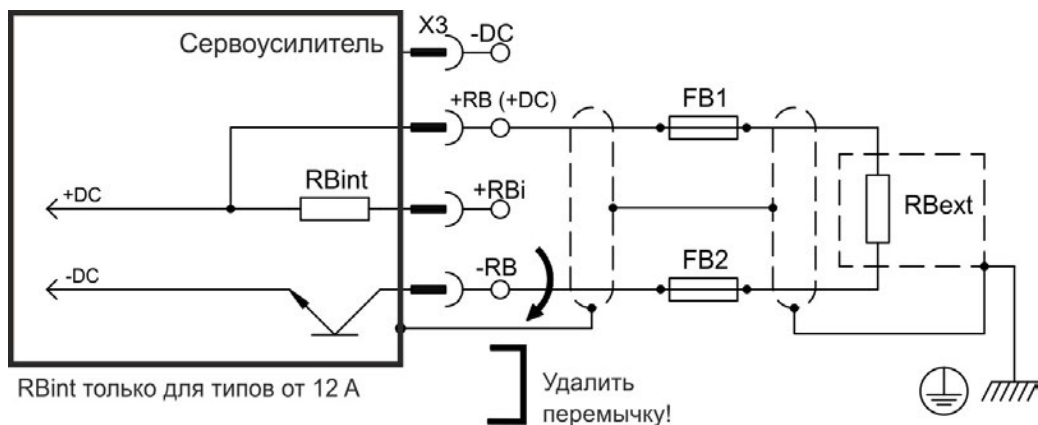 Сервоусилитель
X3
-DC
+RB (+DC)
FB1
RBint
+DC
+RBi
RBext
-DC
-RB
FB2
RBint только для типов от 12 A
Удалить
перемычку!